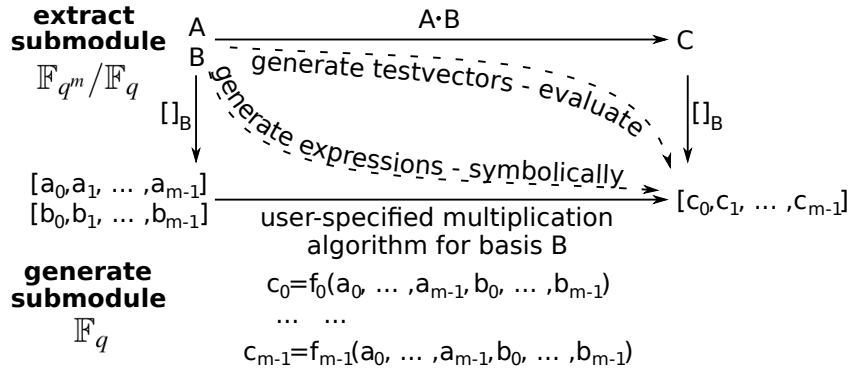 extract
submodule
𝔽_{q^m}/𝔽_q
A
B
A·B
C
generate testvectors - evaluate
generate expressions - symbolically
[]_B
[]_B
[a_0,a_1, ... ,a_{m-1}]
[b_0,b_1, ... ,b_{m-1}]
[c_0,c_1, ... ,c_{m-1}]
user-specified multiplication
algorithm for basis B
generate
submodule
𝔽_q
c_0=f_0(a_0, ... ,a_{m-1},b_0, ... ,b_{m-1})
... ...
c_{m-1}=f_{m-1}(a_0, ... ,a_{m-1},b_0, ... ,b_{m-1})